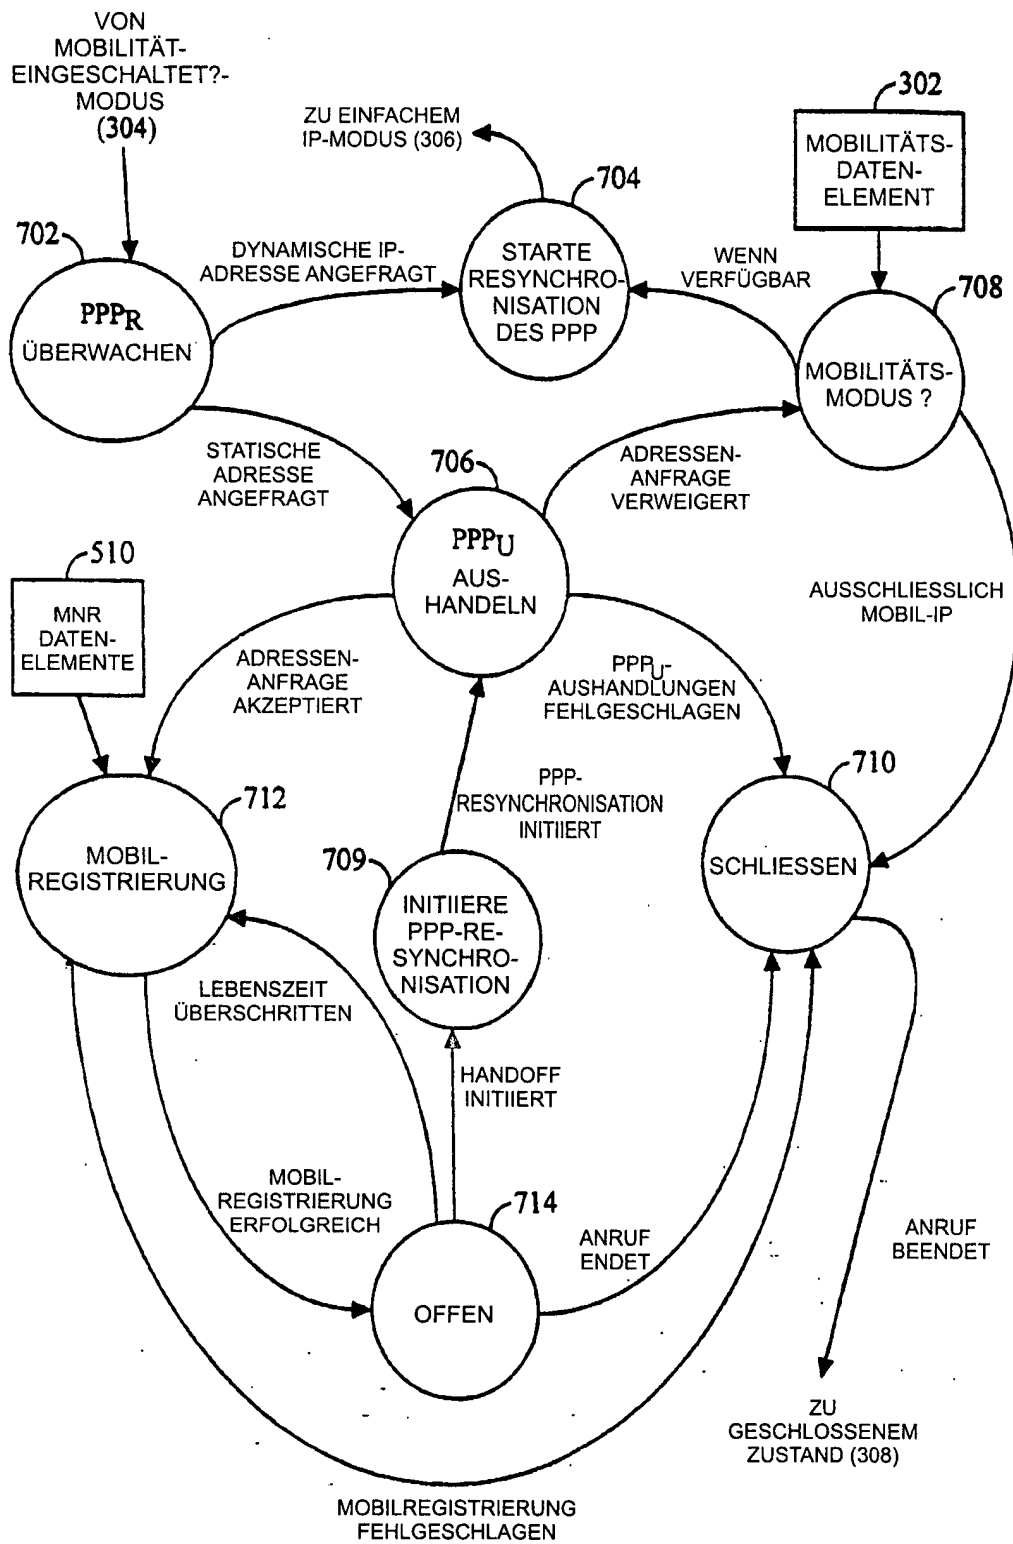 VON
MOBILITÄT-
EINGESCHALTET?-
MODUS
(304)
ZU EINFACHEM
IP-MODUS (306)
302
MOBILITÄTS-
DATEN-
ELEMENT
704
702
DYNAMISCHE IP-
ADRESSE ANGEFRAGT
STARTE
RESYNCHRO-
NISATION
DES PPP
WENN
VERFÜGBAR
708
PPPR
ÜBERWACHEN
MOBILITÄTS-
MODUS ?
STATISCHE
ADRESSE
ANGEFRAGT
706
ADRESSEN-
ANFRAGE
VERWEIGERT
PPPU
AUS-
HANDELN
510
MNR
DATEN-
ELEMENTE
AUSSCHLIESSLICH
MOBIL-IP
ADRESSEN-
ANFRAGE
AKZEPTIERT
PPPU-
AUSHANDLUNGEN
FEHLGESCHLAGEN
712
PPP-
RESYNCHRONISATION
INITIIERT
710
MOBIL-
REGISTRIERUNG
709
INITIIERE
PPP-RE-
SYNCHRO-
NISATION
SCHLIESSEN
LEBENSZEIT
ÜBERSCHRITTEN
HANDOFF
INITIIERT
MOBIL-
REGISTRIERUNG
ERFOLGREICH
714
ANRUF
ENDET
ANRUF
BEENDET
OFFEN
ZU
GESCHLOSSENEM
ZUSTAND (308)
MOBILREGISTRIERUNG
FEHLGESCHLAGEN